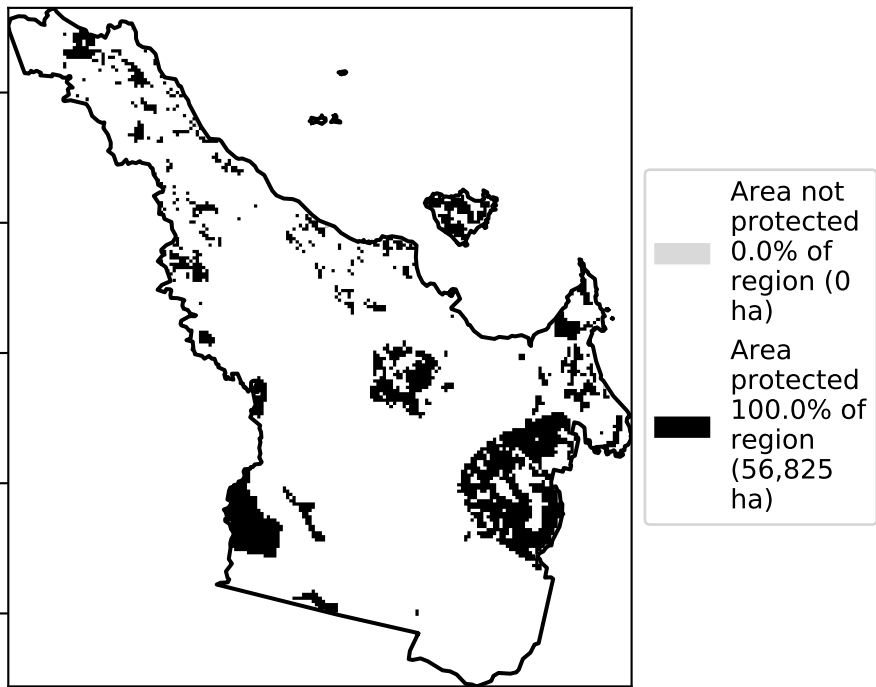 Area not
protected
0.0% of
region (0
ha)
Area
protected
100.0% of
region
(56,825
ha)